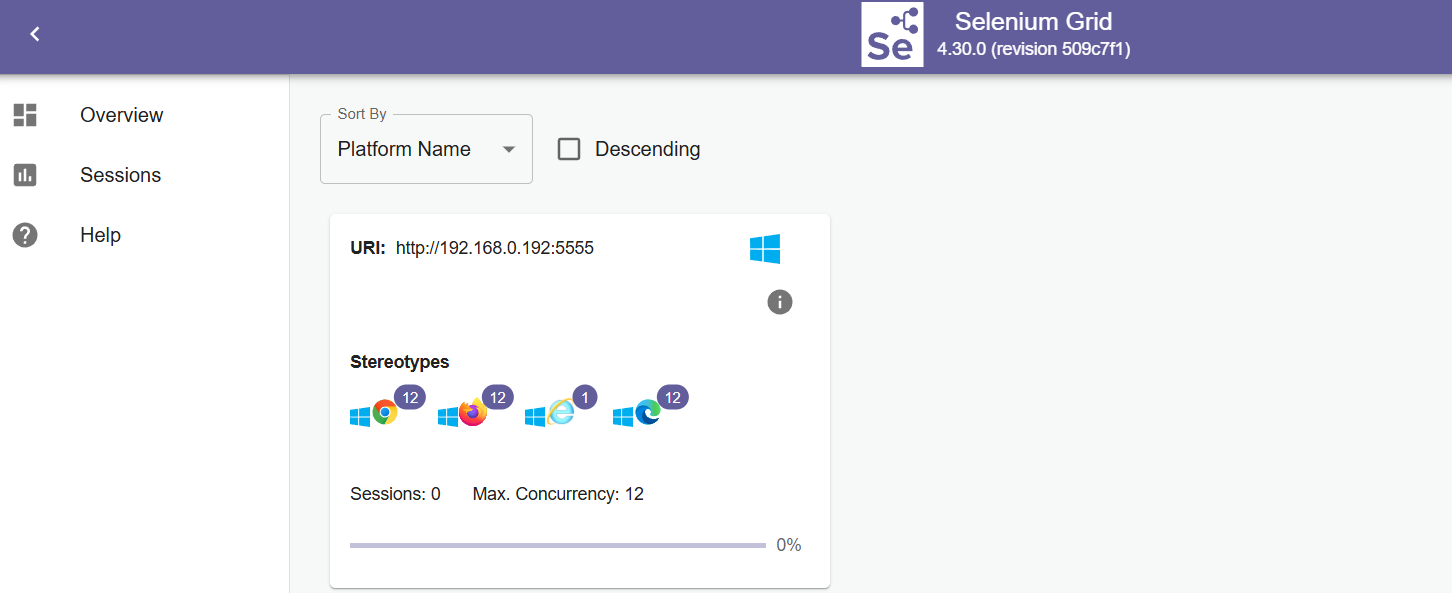 Se
Selenium Grid
4.30.0 (revision 509c7f1)
Overview
Sessions
Help
Sort By
Platform Name
Descending
URI: http://192.168.0.192:5555
Stereotypes
12 12 1 12
Sessions: 0 Max. Concurrency: 12
0%